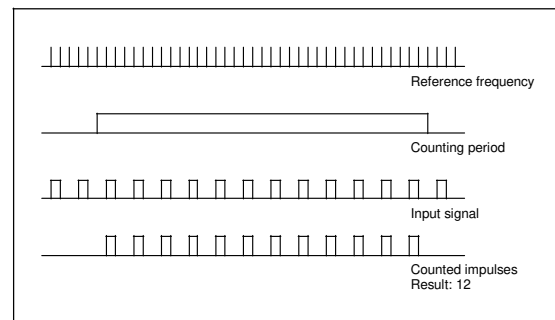 Reference frequency
Counting period
Input signal
Counted impulses
Result: 12